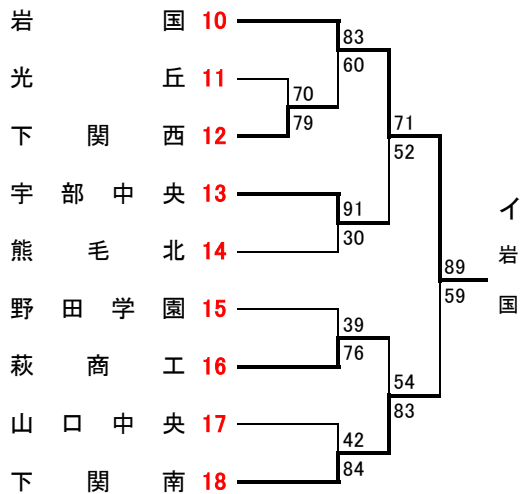 岩国 10
光丘 11
下関西 12
宇部中央 13
熊毛北 14
野田学園 15
萩商工 16
山口中央 17
下関南 18
83
60
70
79
71
52
91
30
89
59
39
76
54
83
42
84
イ
岩
国